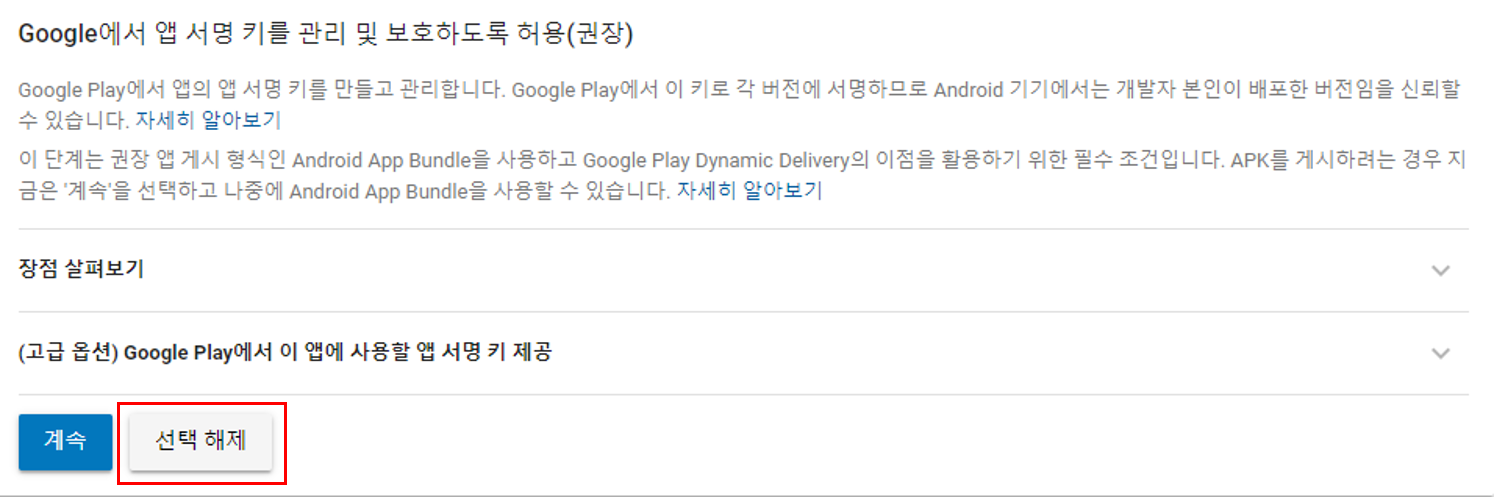 Google에서 앱 서명 키를 관리 및 보호하도록 허용(권장)
Google Play에서 앱의 앱 서명 키를 만들고 관리합니다. Google Play에서 이 키로 각 버전에 서명하므로 Android 기기에서는 개발자 본인이 배포한 버전임을 신뢰할
수 있습니다. 자세히 알아보기
이 단계는 권장 앱 게시 형식인 Android App Bundle을 사용하고 Google Play Dynamic Delivery의 이점을 활용하기 위한 필수 조건입니다. APK를 게시하려는 경우 지
금은 '계속'을 선택하고 나중에 Android App Bundle을 사용할 수 있습니다. 자세히 알아보기
장점 살펴보기
(고급 옵션) Google Play에서 이 앱에 사용할 앱 서명 키 제공
계속 선택 해제